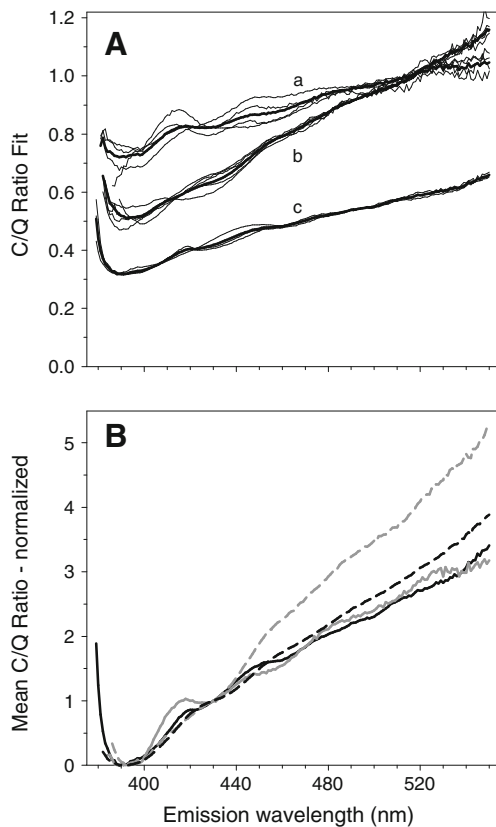 A
1.2
1.0
0.8
0.6
0.4
0.2
0.0
C/Q Ratio Fit
a
b
c
B
5
4
3
2
1
0
Mean C/Q Ratio - normalized
400 440 480 520
Emission wavelength (nm)